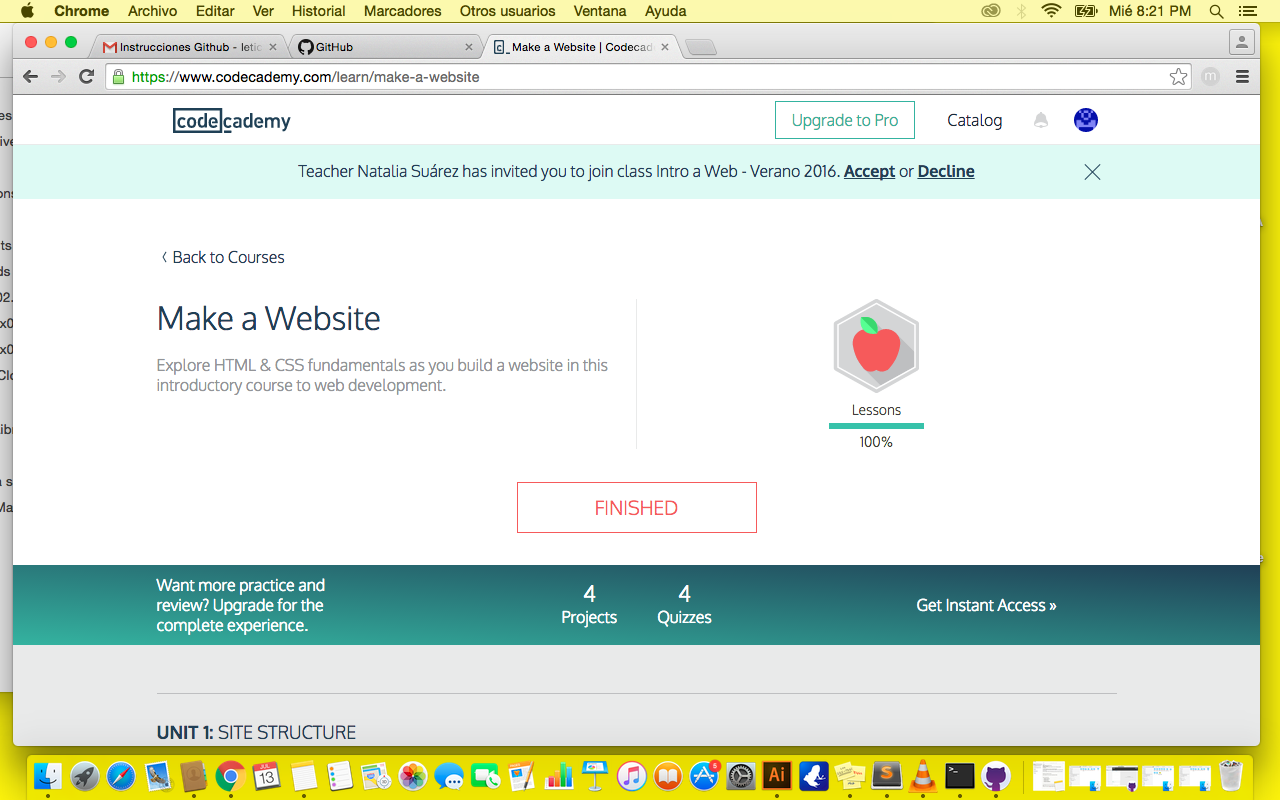 Chrome Archivo Editar Ver Historial Marcadores Otros usuarios Ventana Ayuda Mié 8:21 PM
Instrucciones Github - letic GitHub Make a Website | Codecad
https://www.codecademy.com/learn/make-a-website
codecademy Upgrade to Pro Catalog
Teacher Natalia Suárez has invited you to join class Intro a Web - Verano 2016. Accept or Decline
Back to Courses
Make a Website
Explore HTML & CSS fundamentals as you build a website in this
introductory course to web development.
Lessons
100%
FINISHED
Want more practice and
review? Upgrade for the
complete experience.
4
Projects
4
Quizzes
Get Instant Access »
UNIT 1: SITE STRUCTURE
JUL
13
5
Ai
S